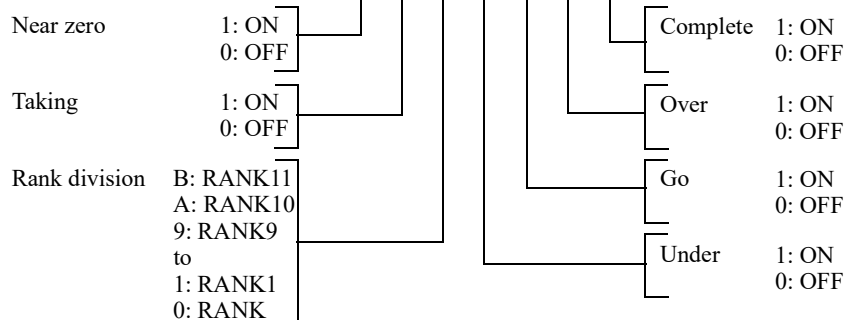 Near zero 1: ON
0: OFF
Taking 1: ON
0: OFF
Rank division B: RANK11
A: RANK10
9: RANK9
to
1: RANK1
0: RANK
Complete 1: ON
0: OFF
Over 1: ON
0: OFF
Go 1: ON
0: OFF
Under 1: ON
0: OFF